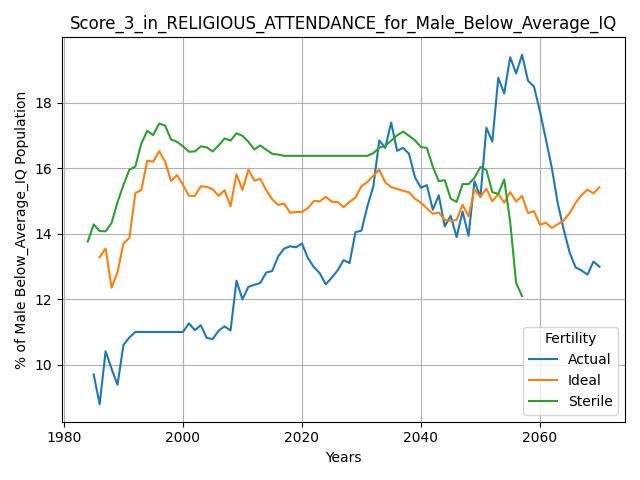 Score_3_in_RELIGIOUS_ATTENDANCE_for_Male_Below_Average_IQ
% of Male Below_Average_IQ Population
18
16
14
12
10
1980
2000
2020
2040
2060
Years
Fertility
Actual
Ideal
Sterile